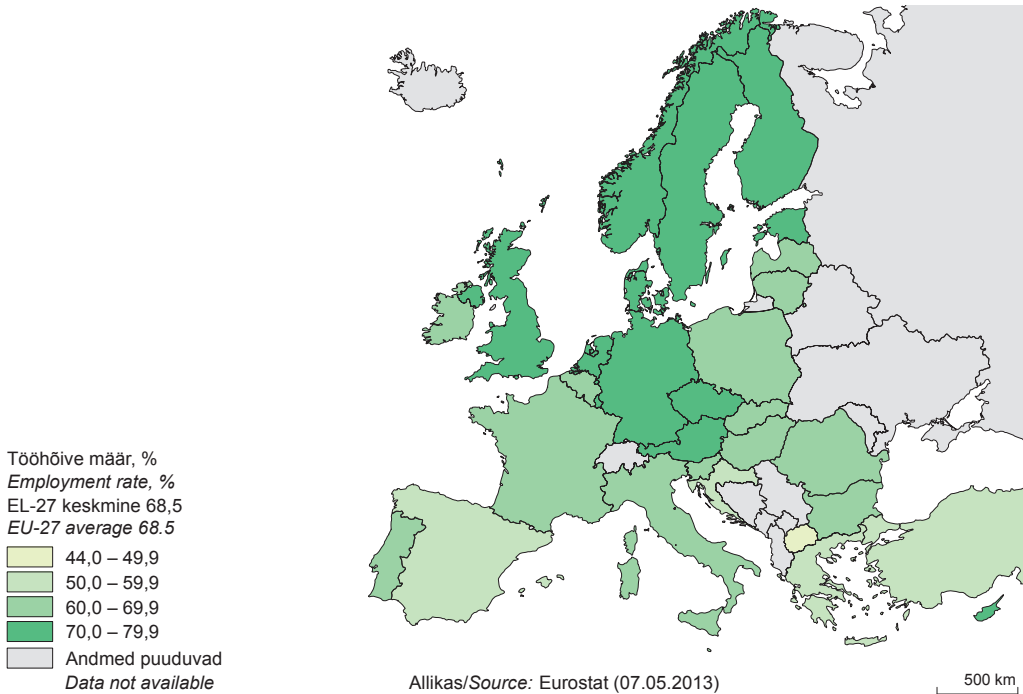 Tööhõive määr, %
Employment rate, %
EL-27 keskmine 68,5
EU-27 average 68.5
44,0 – 49,9
50,0 – 59,9
60,0 – 69,9
70,0 – 79,9
Andmed puuduvad
Data not available
Allikas/Source: Eurostat (07.05.2013)
500 km